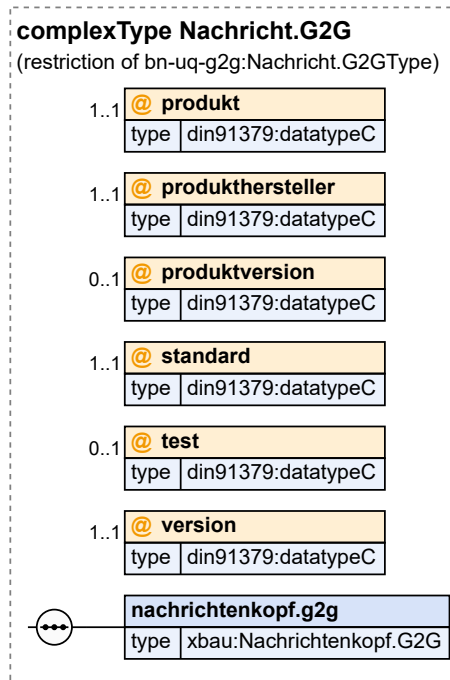 complexType Nachricht.G2G
(restriction of bn-uq-g2g:Nachricht.G2GType)
1..1 @ produkt
type din91379:datatypeC
1..1 @ produkthersteller
type din91379:datatypeC
0..1 @ produktversion
type din91379:datatypeC
1..1 @ standard
type din91379:datatypeC
0..1 @ test
type din91379:datatypeC
1..1 @ version
type din91379:datatypeC
nachrichtenkopf.g2g
type xbau:Nachrichtenkopf.G2G